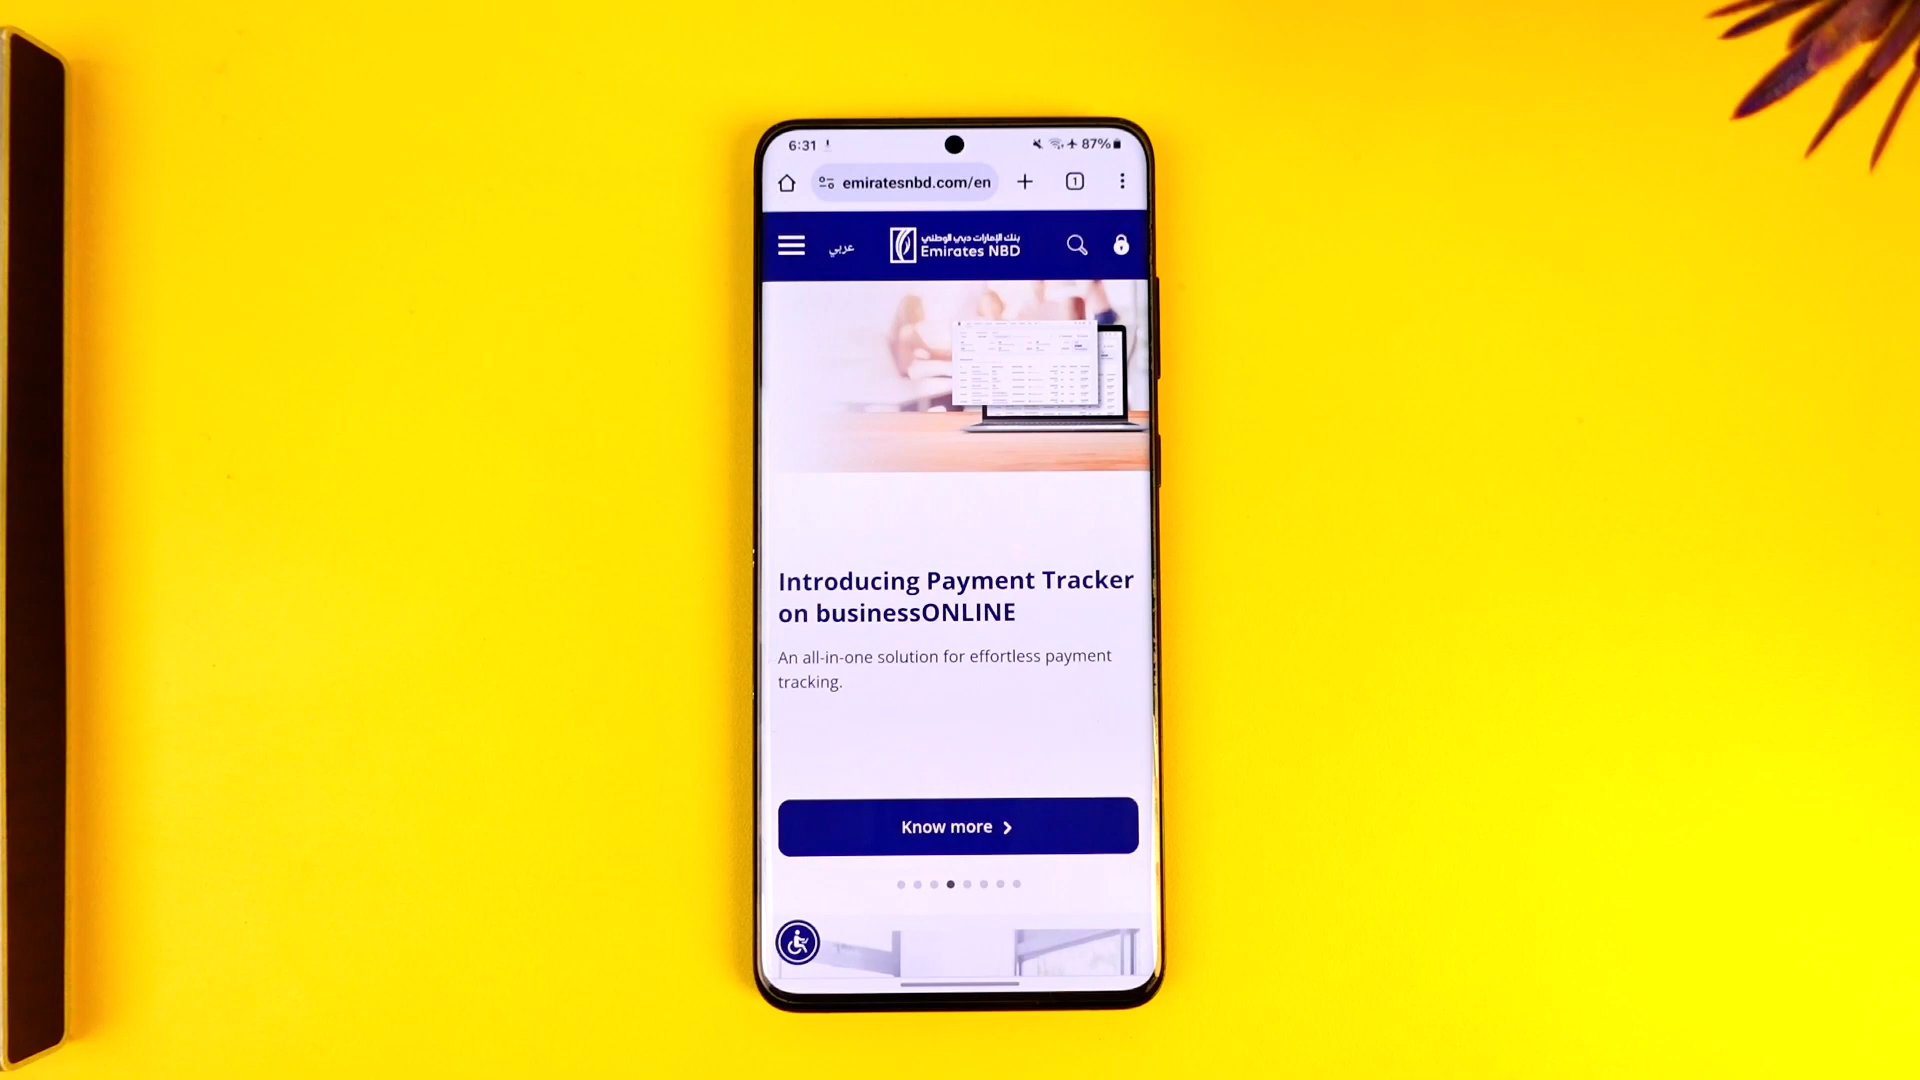 6:31
87%
emiratesnbd.com/en
1
عربي
بنك الإمارات دبي الوطني
Emirates NBD
Introducing Payment Tracker
on businessONLINE
An all-in-one solution for effortless payment
tracking.
Know more